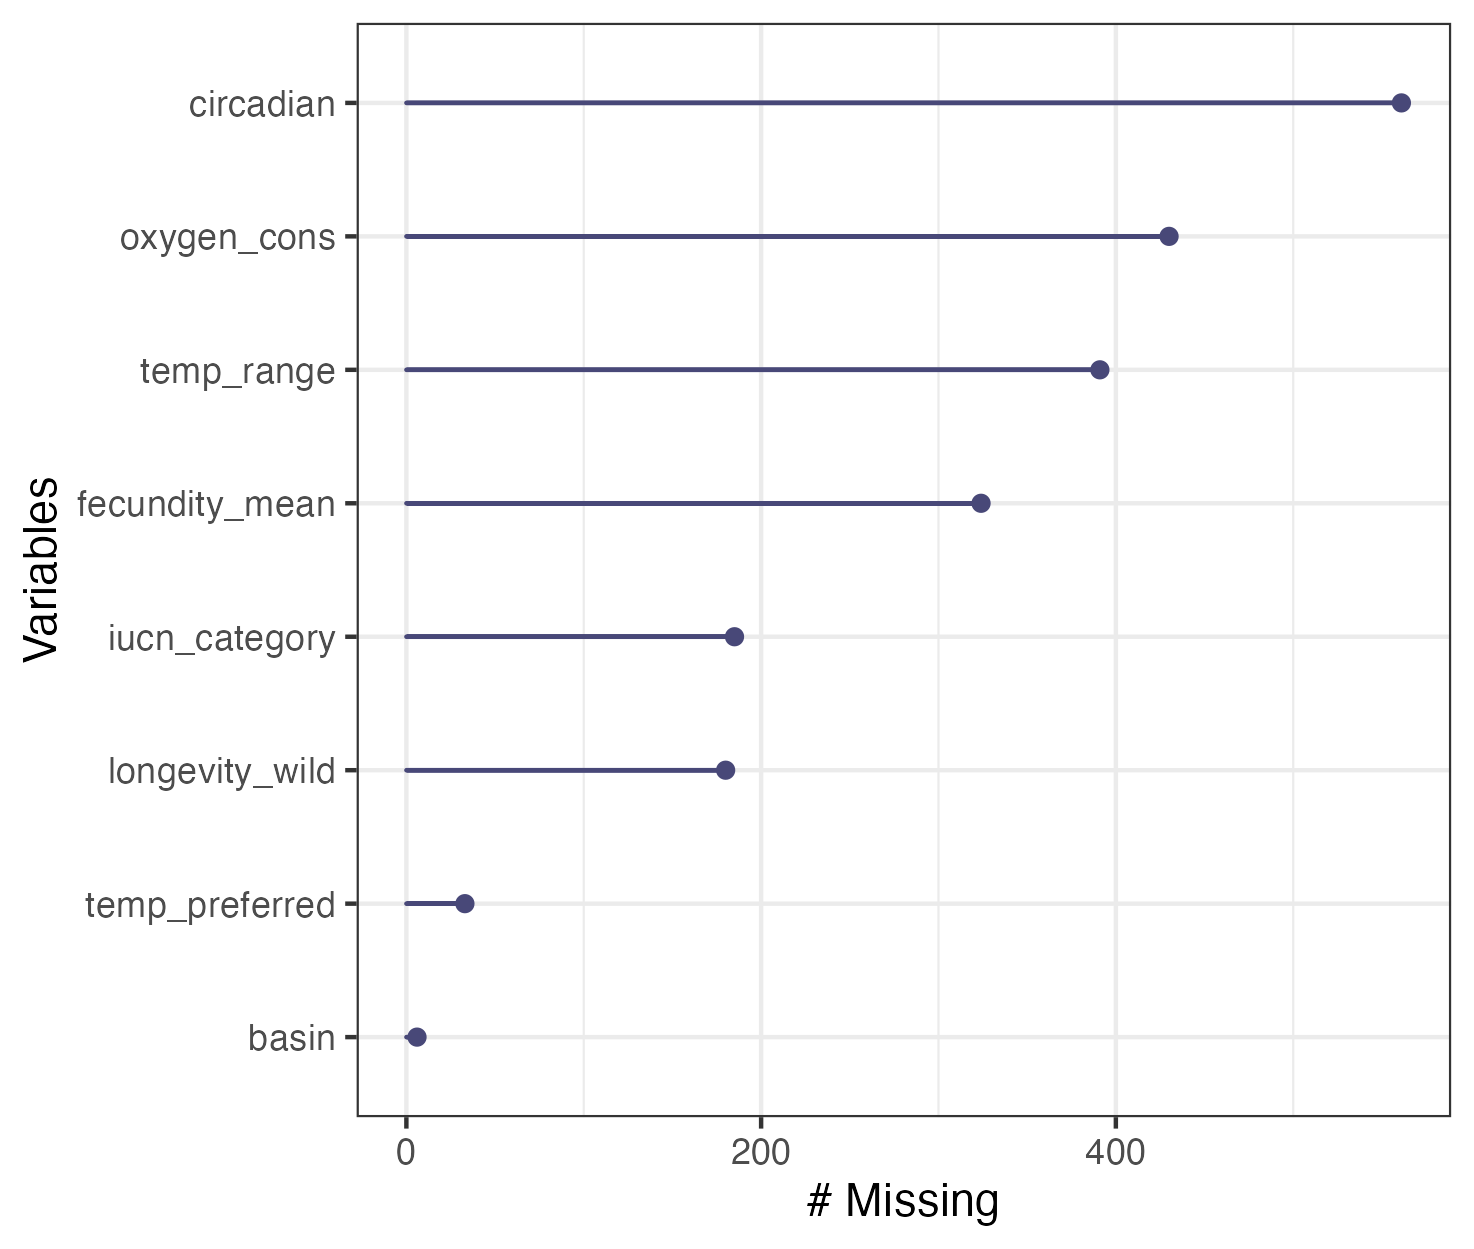 circadian
oxygen_cons
temp_range
fecundity_mean
iucn_category
longevity_wild
temp_preferred
basin
Variables
0 200 400
# Missing